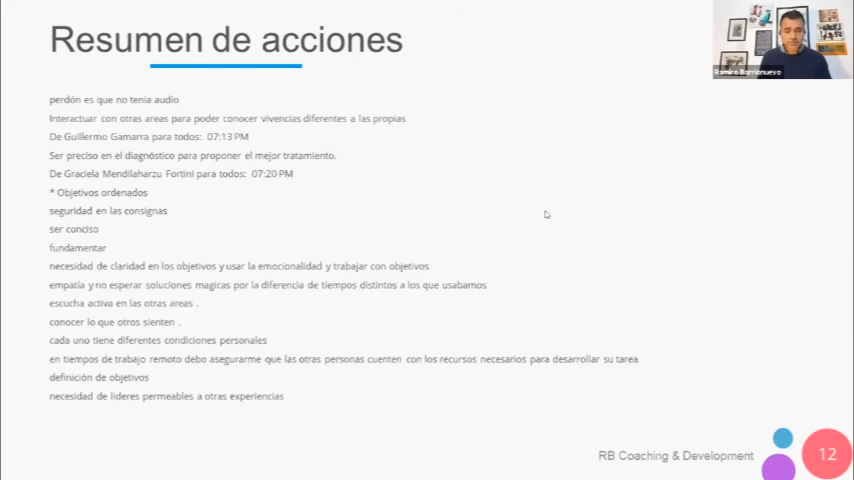 Resumen de acciones
Ramiro Barrionuevo
perdón es que no tenia audio
Interactuar con otras areas para poder conocer vivencias diferentes a las propias
De Guillermo Gamarra para todos: 07:13 PM
Ser preciso en el diagnóstico para proponer el mejor tratamiento.
De Graciela Mendilaharzu Fortini para todos: 07:20 PM
* Objetivos ordenados
seguridad en las consignas
ser conciso
fundamentar
necesidad de claridad en los objetivos y usar la emocionalidad y trabajar con objetivos
empatía y no esperar soluciones magicas por la diferencia de tiempos distintos a los que usabamos
escucha activa en las otras areas .
conocer lo que otros sienten .
cada uno tiene diferentes condiciones personales
en tiempos de trabajo remoto debo asegurarme que las otras personas cuenten con los recursos necesarios para desarrollar su tarea
definición de objetivos
necesidad de lideres permeables a otras experiencias
RB Coaching & Development
12